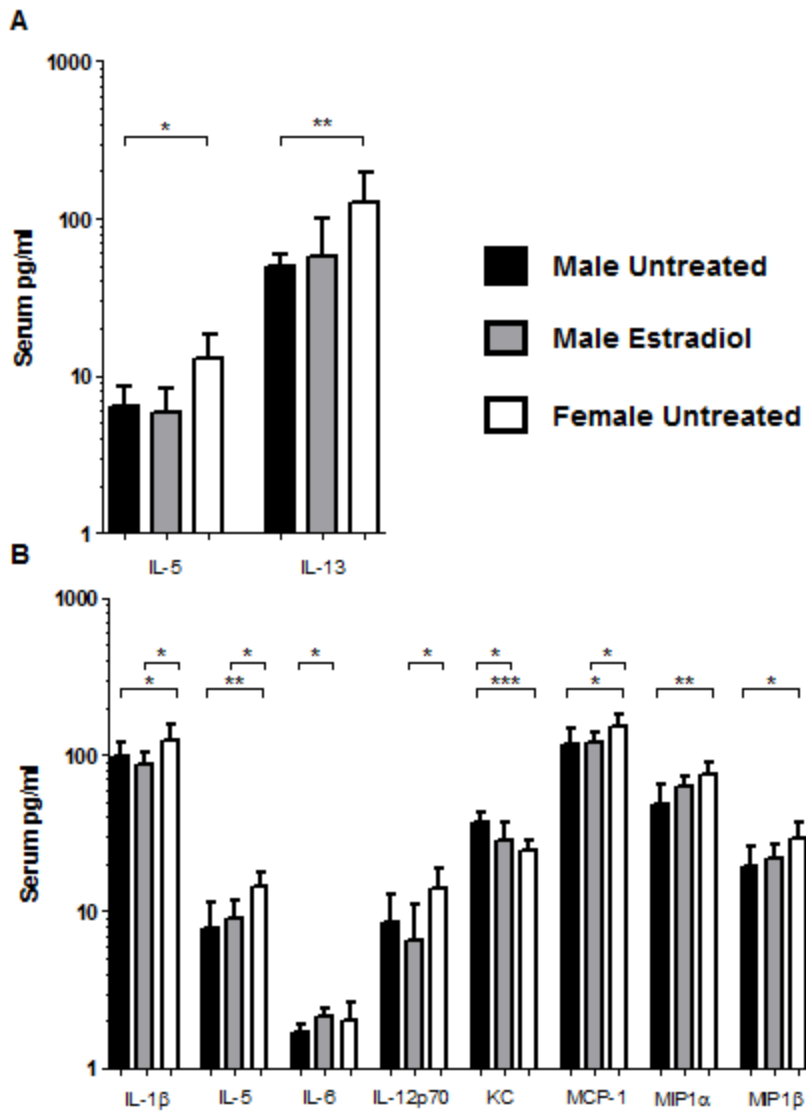 A
1000
100
10
1
Serum pg/ml
*
**
IL-5
IL-13
Male Untreated
Male Estradiol
Female Untreated
B
1000
100
10
1
Serum pg/ml
* * * * * *
* ** *** * ** *
IL-1β IL-5 IL-6 IL-12p70 KC MCP-1 MIP1α MIP1β